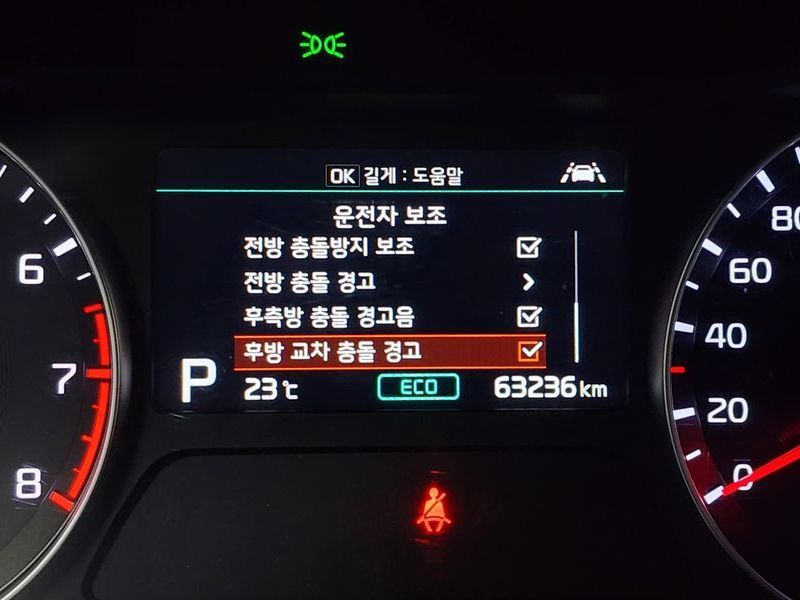 OK 길게 : 도움말
운전자 보조
전방 충돌방지 보조
전방 충돌 경고
후측방 충돌 경고음
후방 교차 충돌 경고
P 23℃ ECO 63236 km
6
7
8
80
60
40
20
0